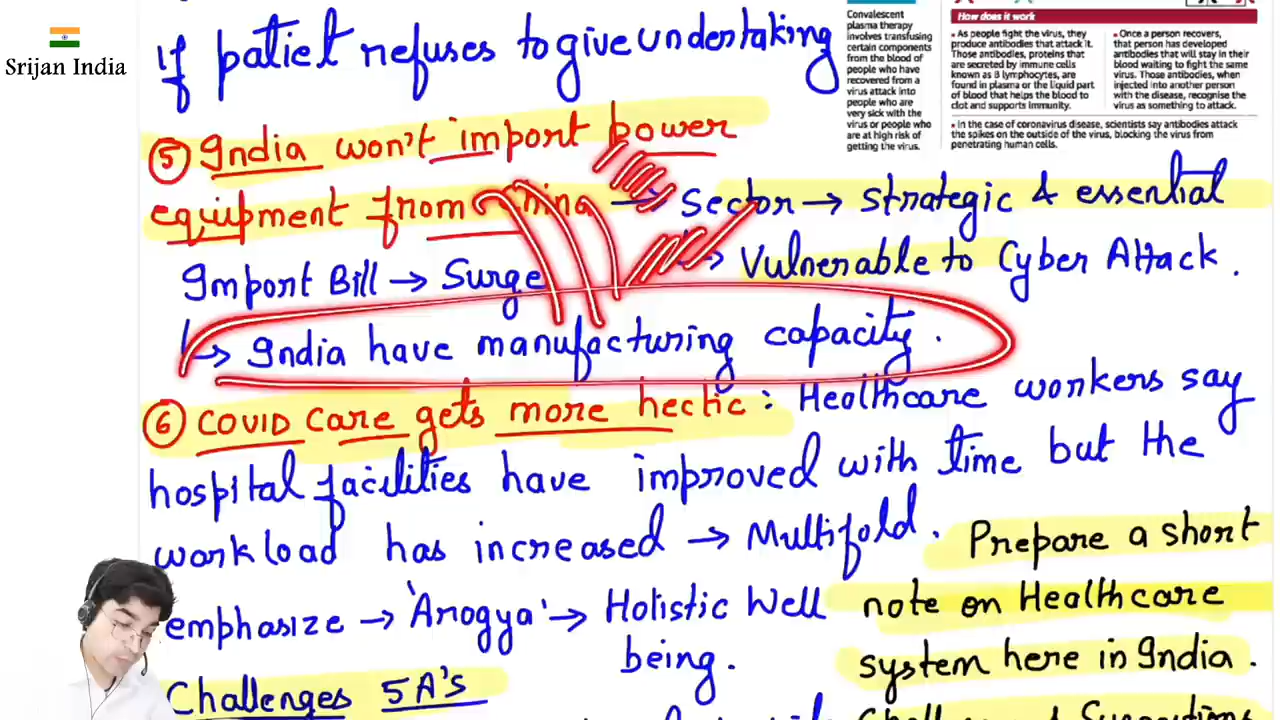 Srijan India
if patiet refuses to give undertaking
Convalescent
plasma therapy
involves transfusing
certain components
from the blood of
people who have
recovered from a
virus attack into
people who are
very sick with the
virus or people who
are at high risk of
getting the virus.
How does it work
• As people fight the virus, they
produce antibodies that attack it.
Those antibodies, proteins that
are secreted by immune cells
known as B lymphocytes, are
found in plasma or the liquid part
of blood that helps the blood to
clot and supports immunity.
• Once a person recovers,
that person has developed
antibodies that will stay in their
blood waiting to fight the same
virus. Those antibodies, when
injected into another person
with the disease, recognise the
virus as something to attack.
• In the case of coronavirus disease, scientists say antibodies attack
the spikes on the outside of the virus, blocking the virus from
penetrating human cells.
⑤ India won't import power
equipment from China → Sector → strategic & essential
Import Bill → Surge → Vulnerable to Cyber Attack.
↳ India have manufacturing capacity.
⑥ COVID Care gets more hectic : Healthcare workers say
hospital facilities have improved with time but the
workload has increased → Multifold. Prepare a short
emphasize → 'Arogya' → Holistic Well note on Healthcare
being. system here in India.
Challenges 5A's